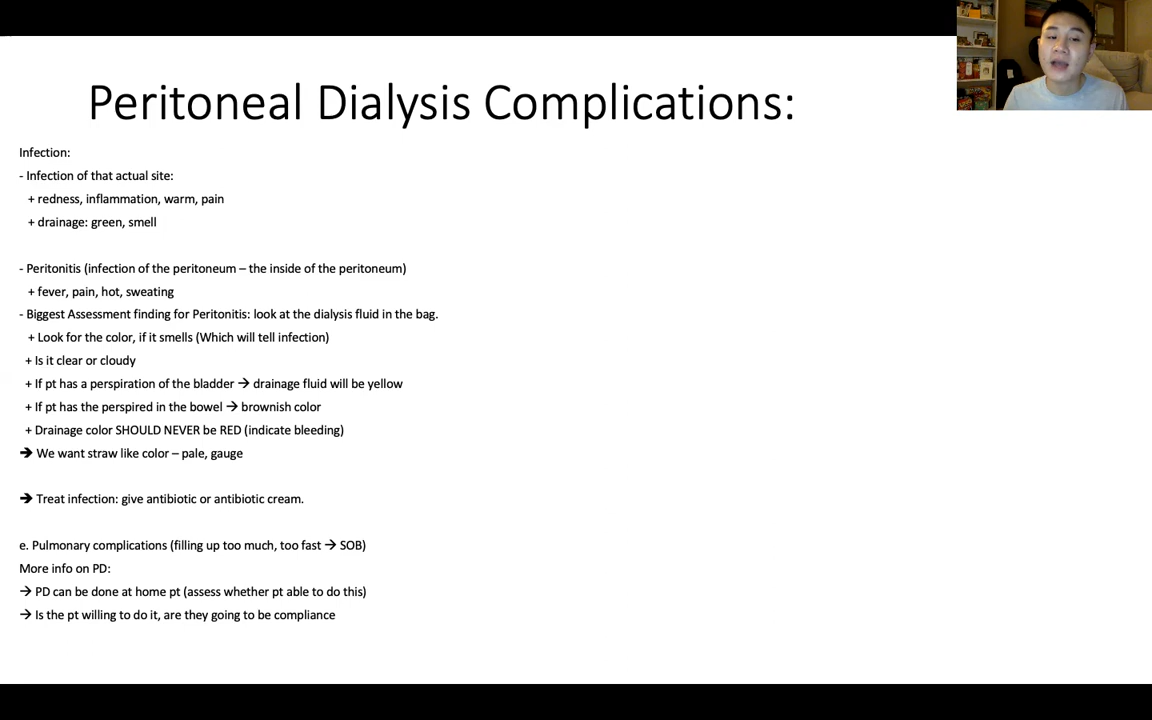 Peritoneal Dialysis Complications:
Infection:
- Infection of that actual site:
+ redness, inflammation, warm, pain
+ drainage: green, smell
- Peritonitis (infection of the peritoneum – the inside of the peritoneum)
+ fever, pain, hot, sweating
- Biggest Assessment finding for Peritonitis: look at the dialysis fluid in the bag.
+ Look for the color, if it smells (Which will tell infection)
+ Is it clear or cloudy
+ If pt has a perspiration of the bladder → drainage fluid will be yellow
+ If pt has the perspired in the bowel → brownish color
+ Drainage color SHOULD NEVER be RED (indicate bleeding)
→ We want straw like color – pale, gauge
→ Treat infection: give antibiotic or antibiotic cream.
e. Pulmonary complications (filling up too much, too fast → SOB)
More info on PD:
→ PD can be done at home pt (assess whether pt able to do this)
→ Is the pt willing to do it, are they going to be compliance